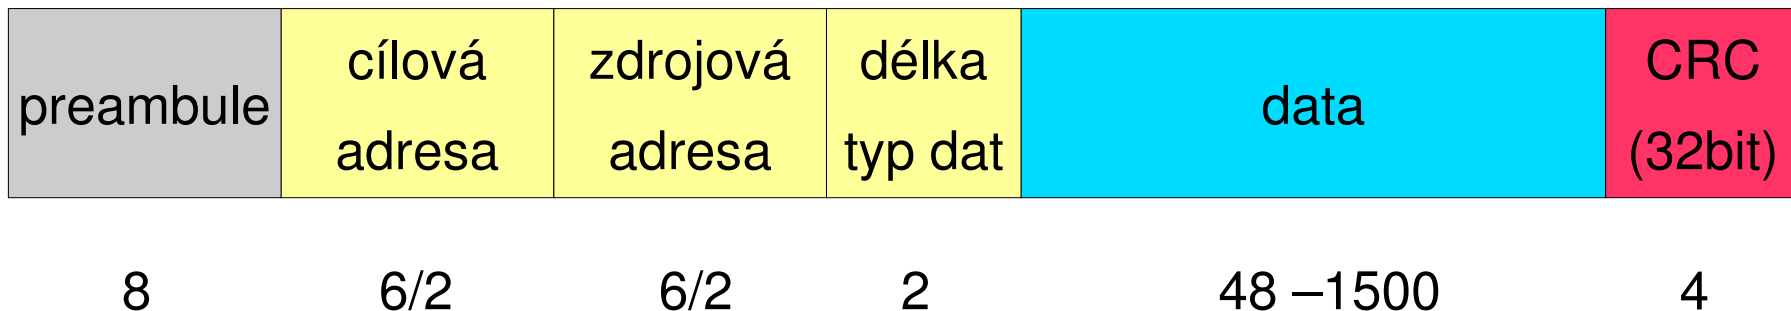 preambule
cílová
adresa
zdrojová
adresa
délka
typ dat
data
CRC
(32bit)
8 6/2 6/2 2 48 –1500 4